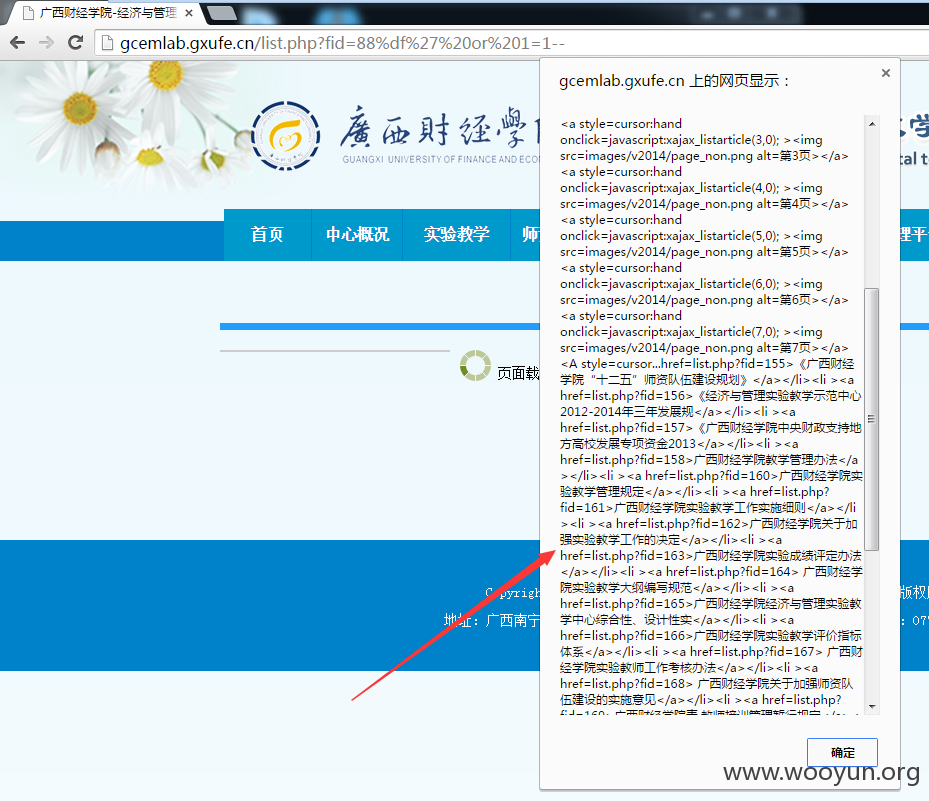 广西财经学院-经济与管理
gcemlab.gxufe.cn/list.php?fid=88%df%27%20or%201=1--
廣西財經學
GUANGXI UNIVERSITY OF FINANCE AND ECON
tal t
首页
中心概况
实验教学
师
理平
页面载
Copyrigh
版权
地址：广西南宁
：07
gcemlab.gxufe.cn 上的网页显示：
<a style=cursor:hand
onclick=javascript:xajax_listarticle(3,0); ><img
src=images/v2014/page_non.png alt=第3页></a>
<a style=cursor:hand
onclick=javascript:xajax_listarticle(4,0); ><img
src=images/v2014/page_non.png alt=第4页></a>
<a style=cursor:hand
onclick=javascript:xajax_listarticle(5,0); ><img
src=images/v2014/page_non.png alt=第5页></a>
<a style=cursor:hand
onclick=javascript:xajax_listarticle(6,0); ><img
src=images/v2014/page_non.png alt=第6页></a>
<a style=cursor:hand
onclick=javascript:xajax_listarticle(7,0); ><img
src=images/v2014/page_non.png alt=第7页></a>
<A style=cursor...href=list.php?fid=155>《广西财经
学院“十二五”师资队伍建设规划》</a></li><li ><a
href=list.php?fid=156>《经济与管理实验教学示范中心
2012-2014年三年发展规</a></li><li ><a
href=list.php?fid=157>《广西财经学院中央财政支持地
方高校发展专项资金2013</a></li><li ><a
href=list.php?fid=158>广西财经学院教学管理办法</a
></li><li ><a href=list.php?fid=160>广西财经学院实
验教学管理规定</a></li><li ><a href=list.php?
fid=161>广西财经学院实验教学工作实施细则</a></li
><li ><a href=list.php?fid=162>广西财经学院关于加
强实验教学工作的决定</a></li><li ><a
href=list.php?fid=163>广西财经学院实验成绩评定办法
</a></li><li ><a href=list.php?fid=164> 广西财经学
院实验教学大纲编写规范</a></li><li ><a
href=list.php?fid=165>广西财经学院经济与管理实验教
学中心综合性、设计性实</a></li><li ><a
href=list.php?fid=166>广西财经学院实验教学评价指标
体系</a></li><li ><a href=list.php?fid=167> 广西财
经学院实验教师工作考核办法</a></li><li ><a
href=list.php?fid=168> 广西财经学院关于加强师资队
伍建设的实施意见</a></li><li ><a href=list.php?
确定
www.wooyun.org